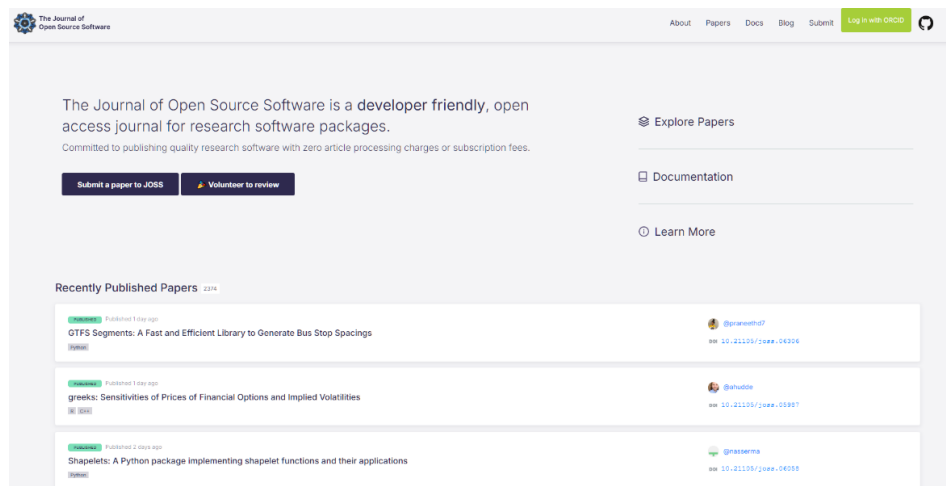 The Journal of
Open Source Software
About Papers Docs Blog Submit Log in with ORCID
The Journal of Open Source Software is a developer friendly, open
access journal for research software packages.
Committed to publishing quality research software with zero article processing charges or subscription fees.
Submit a paper to JOSS 🎉 Volunteer to review
Explore Papers
Documentation
Learn More
Recently Published Papers 2374
PUBLISHED Published 1 day ago
GTFS Segments: A Fast and Efficient Library to Generate Bus Stop Spacings
Python
@praneethd7
DOI 10.21105/joss.06306
PUBLISHED Published 1 day ago
greeks: Sensitivities of Prices of Financial Options and Implied Volatilities
R C++
@ahudde
DOI 10.21105/joss.05987
PUBLISHED Published 2 days ago
Shapelets: A Python package implementing shapelet functions and their applications
Python
@nasserma
DOI 10.21105/joss.06058